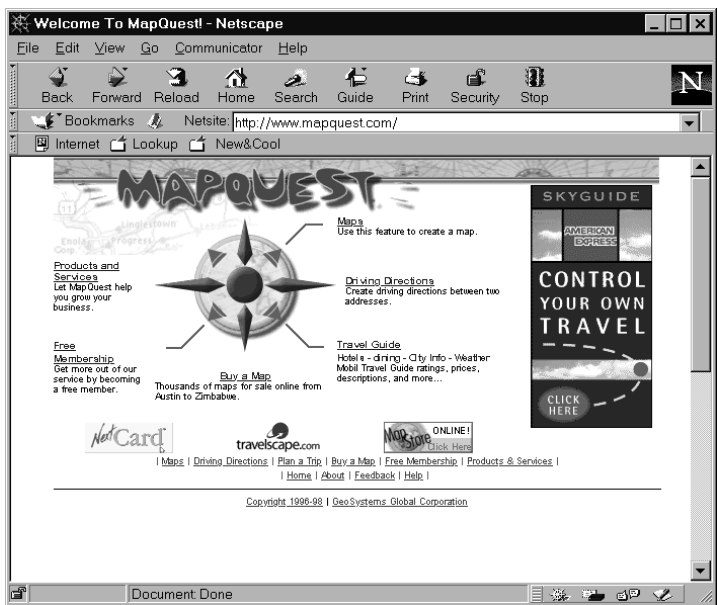 Welcome To MapQuest! - Netscape
File Edit View Go Communicator Help
Back Forward Reload Home Search Guide Print Security Stop
N
Bookmarks Netsite: http://www.mapquest.com/
Internet Lookup New&Cool
MAPQUEST
11
Linglestown
Enola Progress
Corp.
Maps
Use this feature to create a map.
Products and
Services
Let MapQuest help
you grow your
business.
Driving Directions
Create driving directions between two
addresses.
Free
Membership
Get more out of our
service by becoming
a free member.
Buy a Map
Thousands of maps for sale online from
Austin to Zimbabwe.
Travel Guide
Hotels - dining - City Info - Weather
Mobil Travel Guide ratings, prices,
descriptions, and more...
SKYGUIDE
AMERICAN
EXPRESS
CONTROL
YOUR OWN
TRAVEL
CLICK
HERE
NextCard
travelscape.com
MapStore ONLINE!
Click Here
| Maps | Driving Directions | Plan a Trip | Buy a Map | Free Membership | Products & Services |
| Home | About | Feedback | Help |
Copyright 1996-98 | GeoSystems Global Corporation
Document: Done